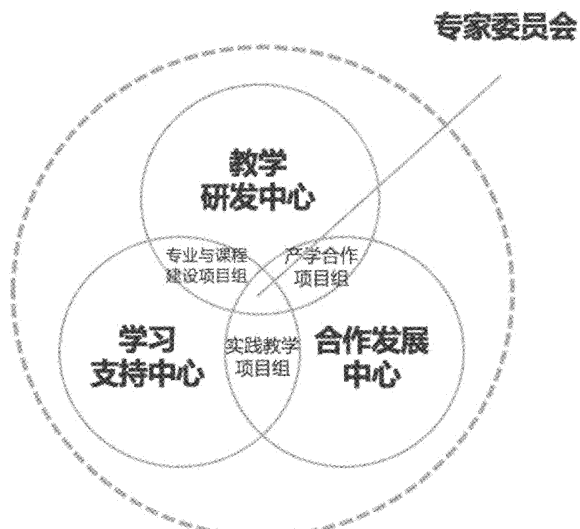 专家委员会
教学
研发中心
专业与课程
建设项目组
产学合作
项目组
学习
支持中心
实践教学
项目组
合作发展
中心